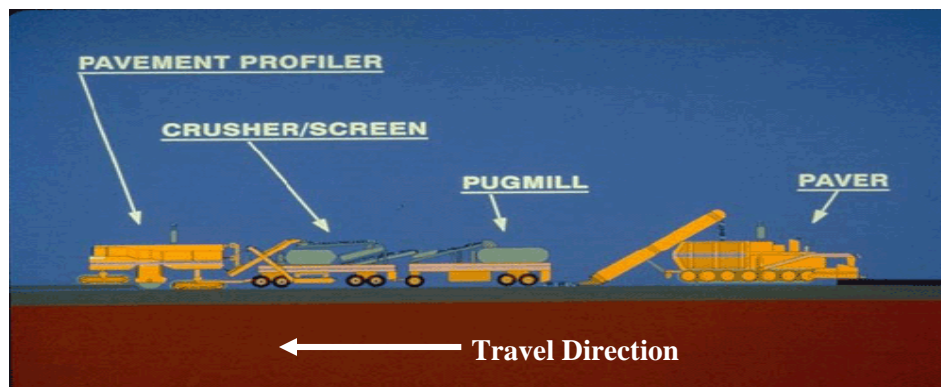 PAVEMENT PROFILER
CRUSHER/SCREEN
PUGMILL
PAVER
Travel Direction